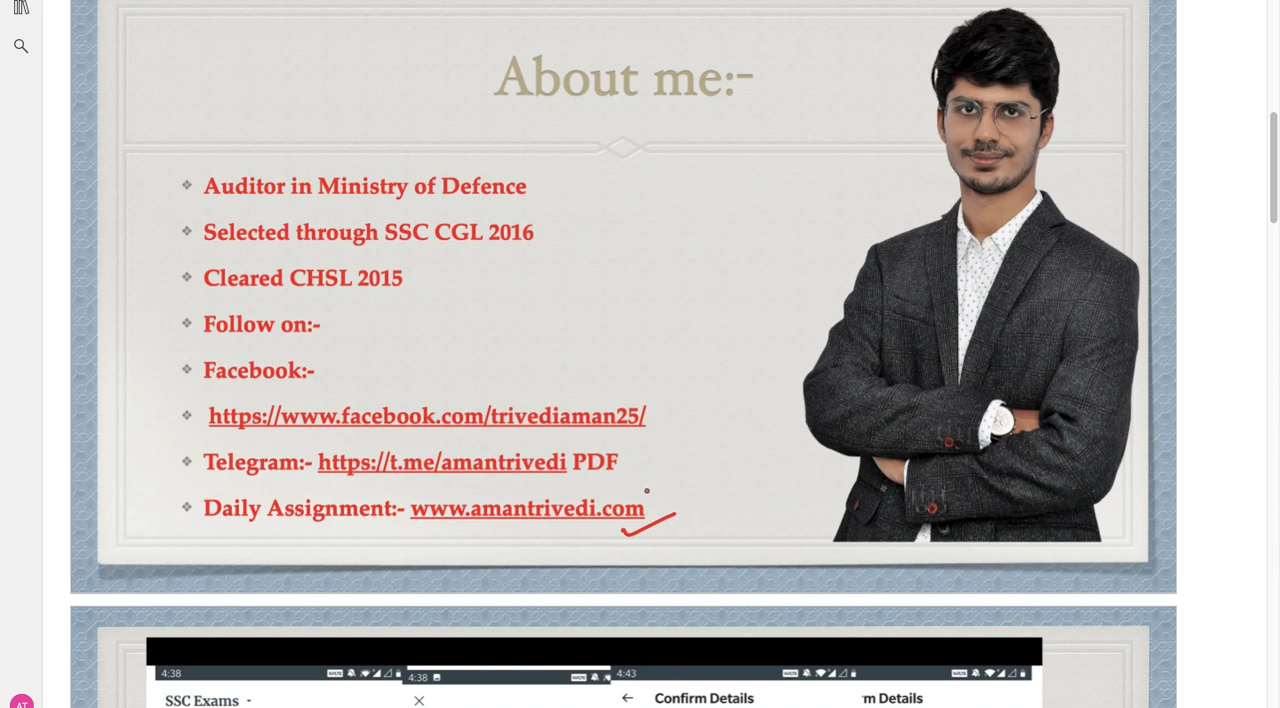 About me:-
Auditor in Ministry of Defence
Selected through SSC CGL 2016
Cleared CHSL 2015
Follow on:-
Facebook:-
https://www.facebook.com/trivediaman25/
Telegram:- https://t.me/amantrivedi PDF
Daily Assignment:- www.amantrivedi.com
4:38
4:38
4:43
SSC Exams
Confirm Details
rm Details
AT